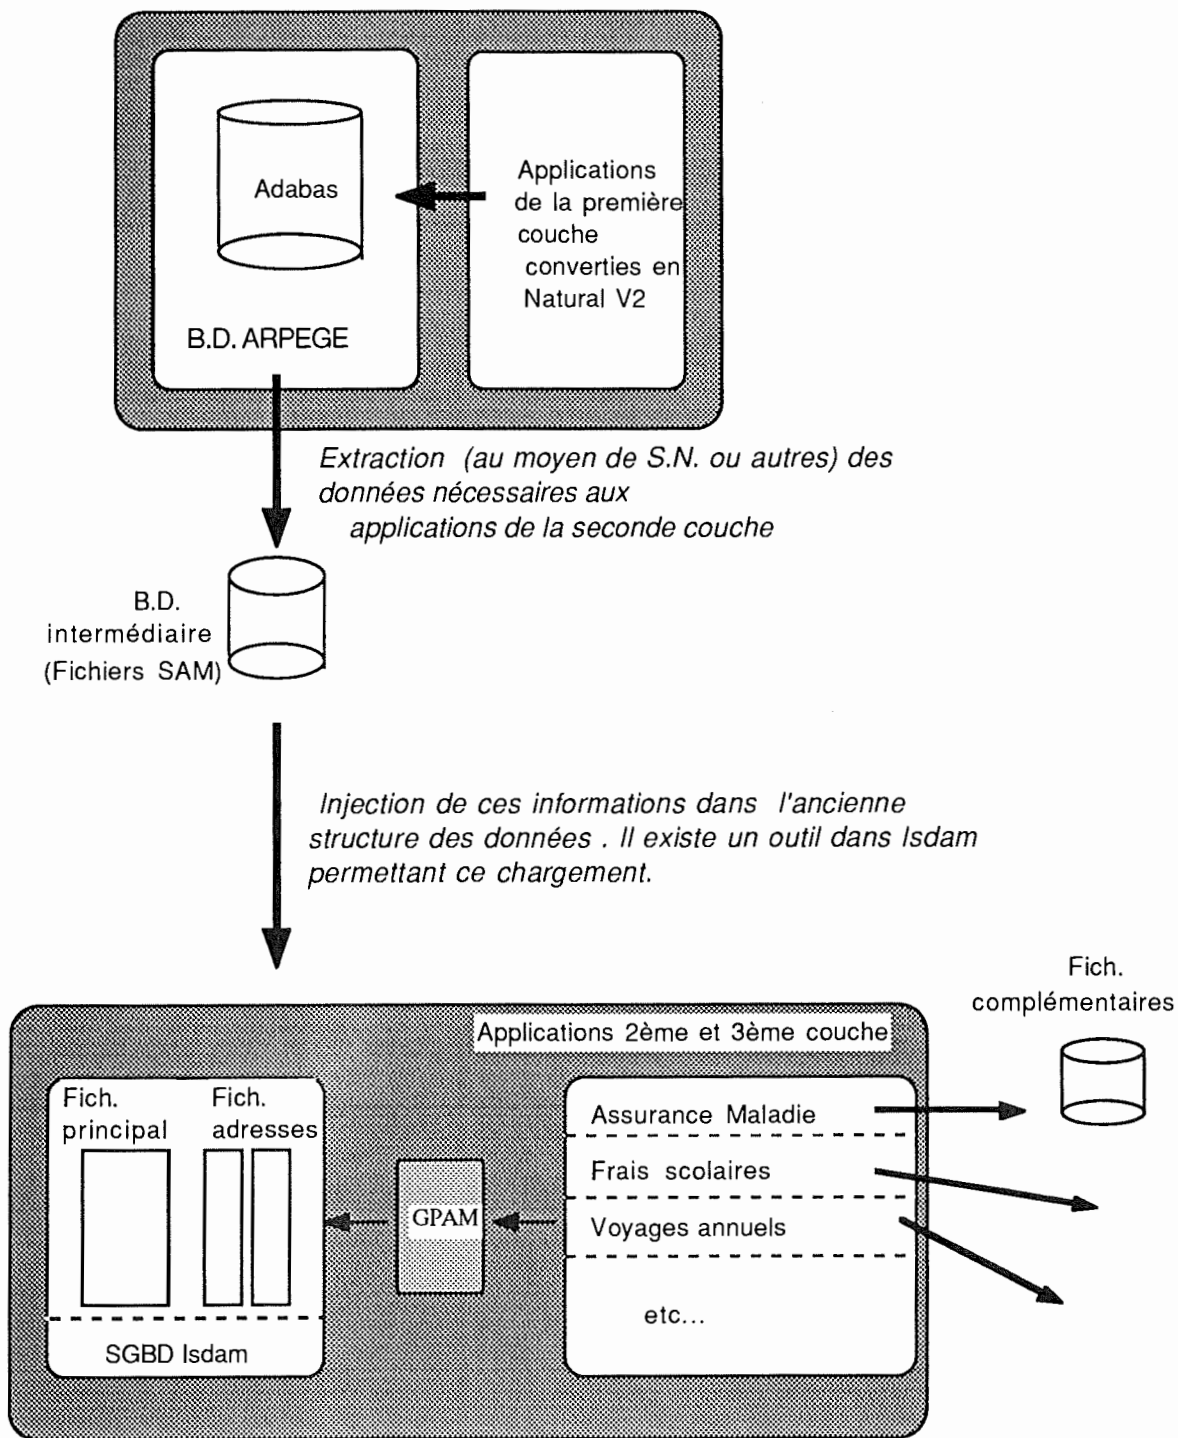 Adabas
B.D. ARPEGE
Applications
de la première
couche
converties en
Natural V2
Extraction (au moyen de S.N. ou autres) des
données nécessaires aux
applications de la seconde couche
B.D.
intermédiaire
(Fichiers SAM)
Injection de ces informations dans l'ancienne
structure des données . Il existe un outil dans Isdam
permettant ce chargement.
Fich.
complémentaires
Applications 2ème et 3ème couche
Fich.
principal
Fich.
adresses
SGBD Isdam
GPAM
Assurance Maladie
Frais scolaires
Voyages annuels
etc...